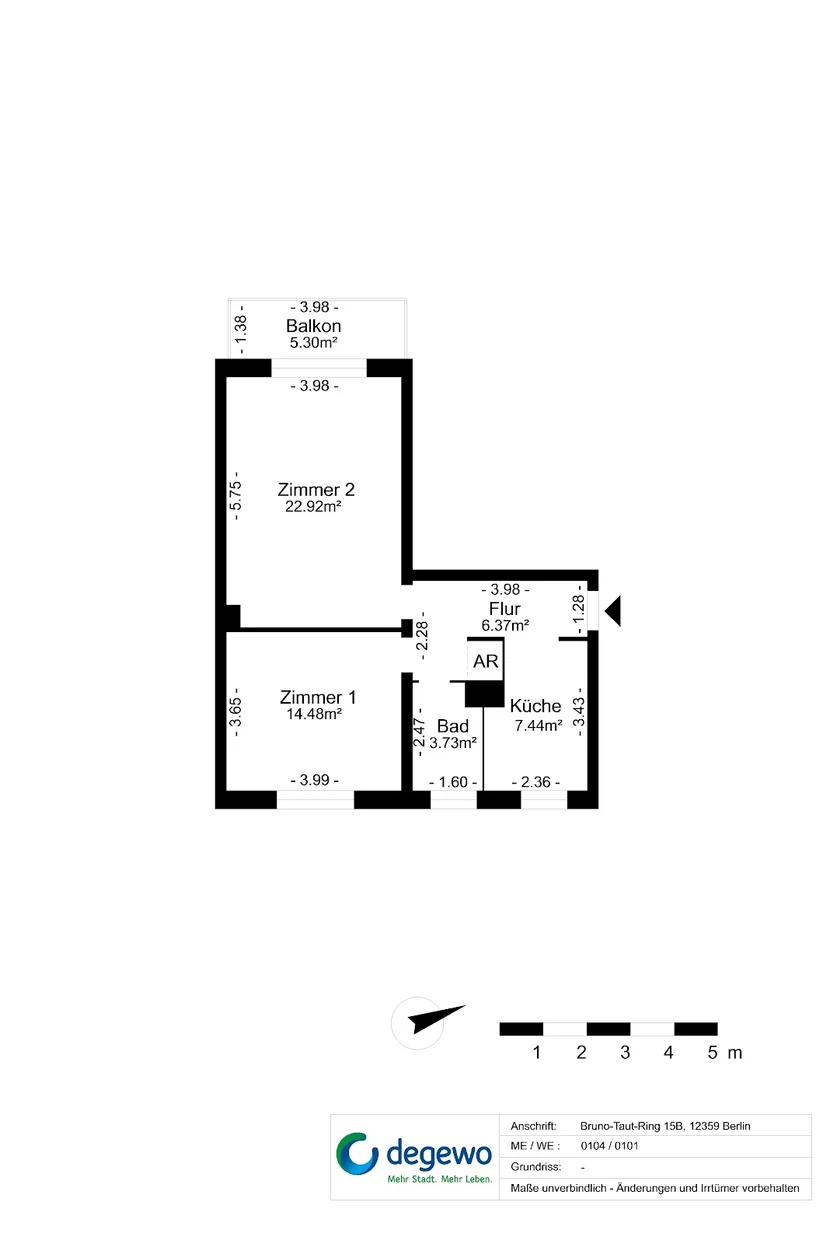 - 3.98 -
- 1.38 -
Balkon
5.30m²
- 3.98 -
- 5.75 -
Zimmer 2
22.92m²
- 3.98 -
Flur
6.37m²
- 1.28 -
- 2.28 -
AR
Zimmer 1
14.48m²
- 3.65 -
- 3.99 -
Bad
3.73m²
- 2.47 -
- 1.60 -
Küche
7.44m²
- 3.43 -
- 2.36 -
1 2 3 4 5 m
degewo
Mehr Stadt. Mehr Leben.
Anschrift: Bruno-Taut-Ring 15B, 12359 Berlin
ME / WE : 0104 / 0101
Grundriss: -
Maße unverbindlich - Änderungen und Irrtümer vorbehalten